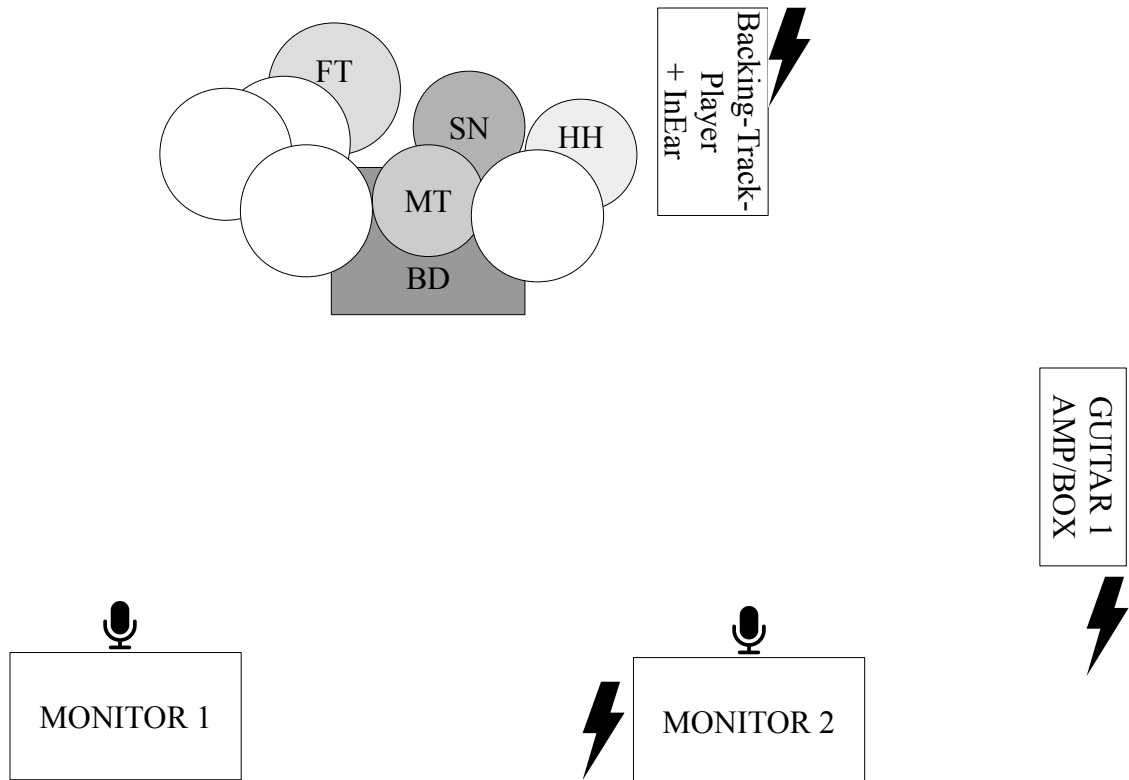 FT
SN
HH
MT
BD
Backing-Track-
Player
+ InEar
GUITAR 1
AMP/BOX
MONITOR 1
MONITOR 2